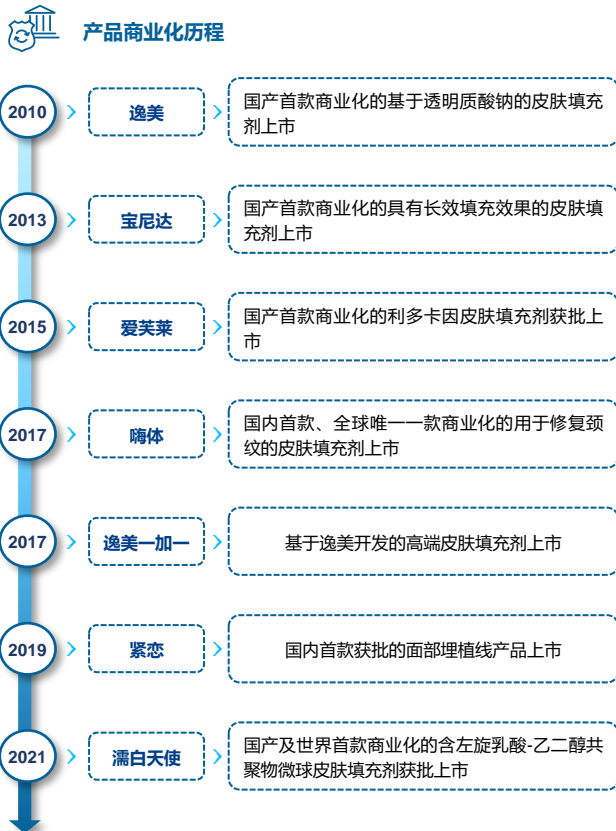 产品商业化历程
2010
逸美
国产首款商业化的基于透明质酸钠的皮肤填充
剂上市
2013
宝尼达
国产首款商业化的具有长效填充效果的皮肤填
充剂上市
2015
爱芙莱
国产首款商业化的利多卡因皮肤填充剂获批上
市
2017
嗨体
国内首款、全球唯一一款商业化的用于修复颈
纹的皮肤填充剂上市
2017
逸美一加一
基于逸美开发的高端皮肤填充剂上市
2019
紧恋
国内首款获批的面部埋植线产品上市
2021
濡白天使
国产及世界首款商业化的含左旋乳酸-乙二醇共
聚物微球皮肤填充剂获批上市